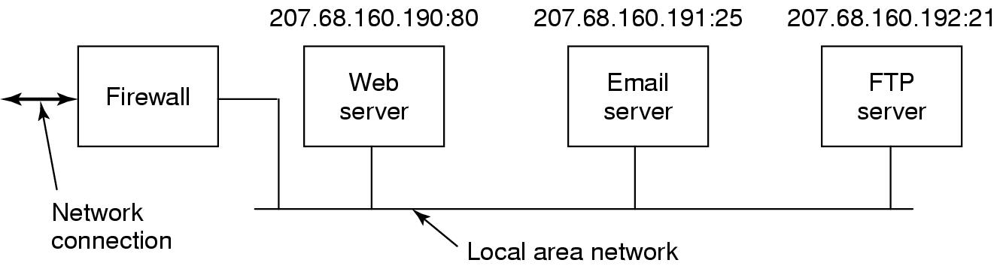 207.68.160.190:80
207.68.160.191:25
207.68.160.192:21
Firewall
Web
server
Email
server
FTP
server
Network
connection
Local area network